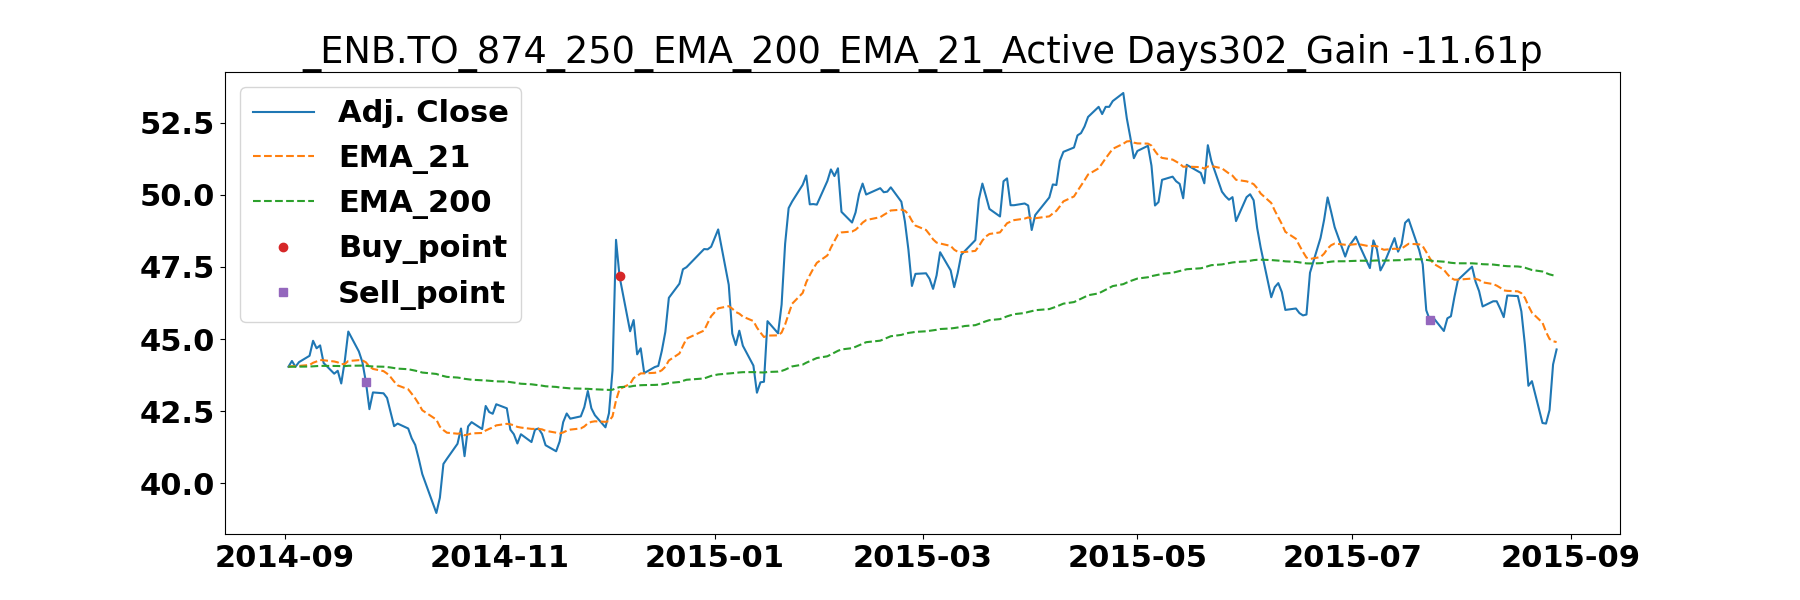 _ENB.TO_874_250_EMA_200_EMA_21_Active Days302_Gain -11.61p
Adj. Close
EMA_21
EMA_200
Buy_point
Sell_point
52.5
50.0
47.5
45.0
42.5
40.0
2014-09 2014-11 2015-01 2015-03 2015-05 2015-07 2015-09